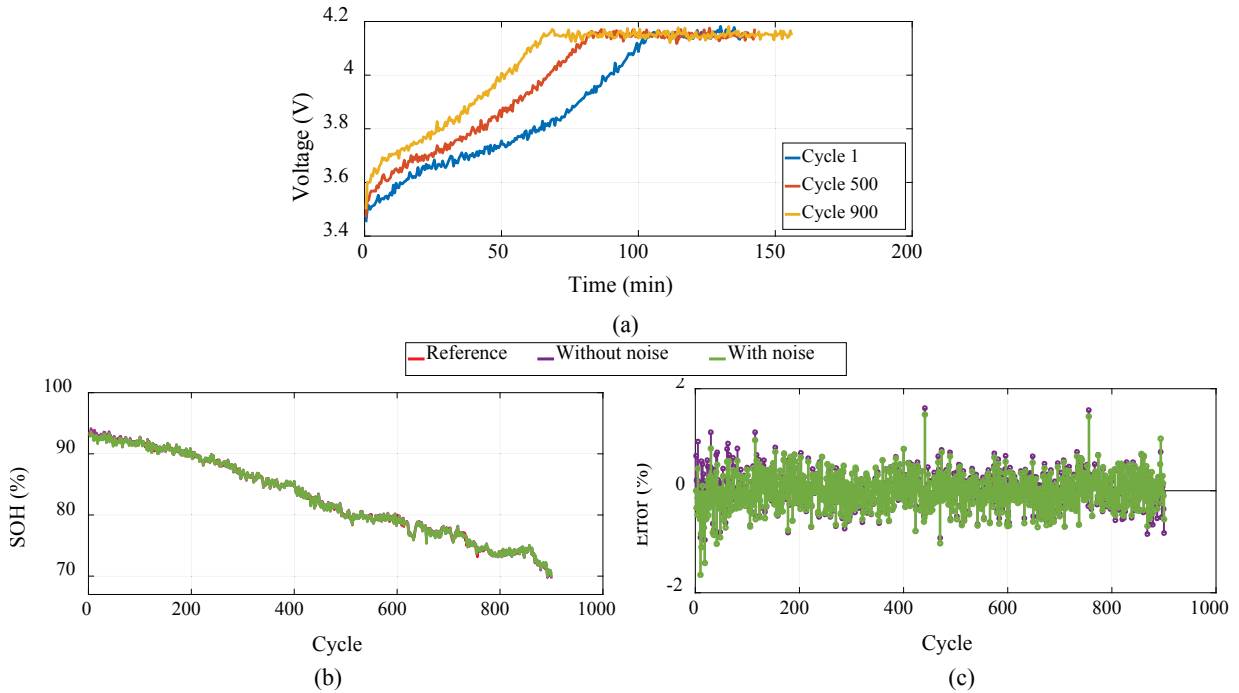 4.2
4
3.8
3.6
3.4
Voltage (V)
Cycle 1
Cycle 500
Cycle 900
0
50
100
150
200
Time (min)
(a)
Reference
Without noise
With noise
100
90
80
70
SOH (%)
0
200
400
600
800
1000
Cycle
(b)
2
0
-2
Error (%)
0
200
400
600
800
1000
Cycle
(c)